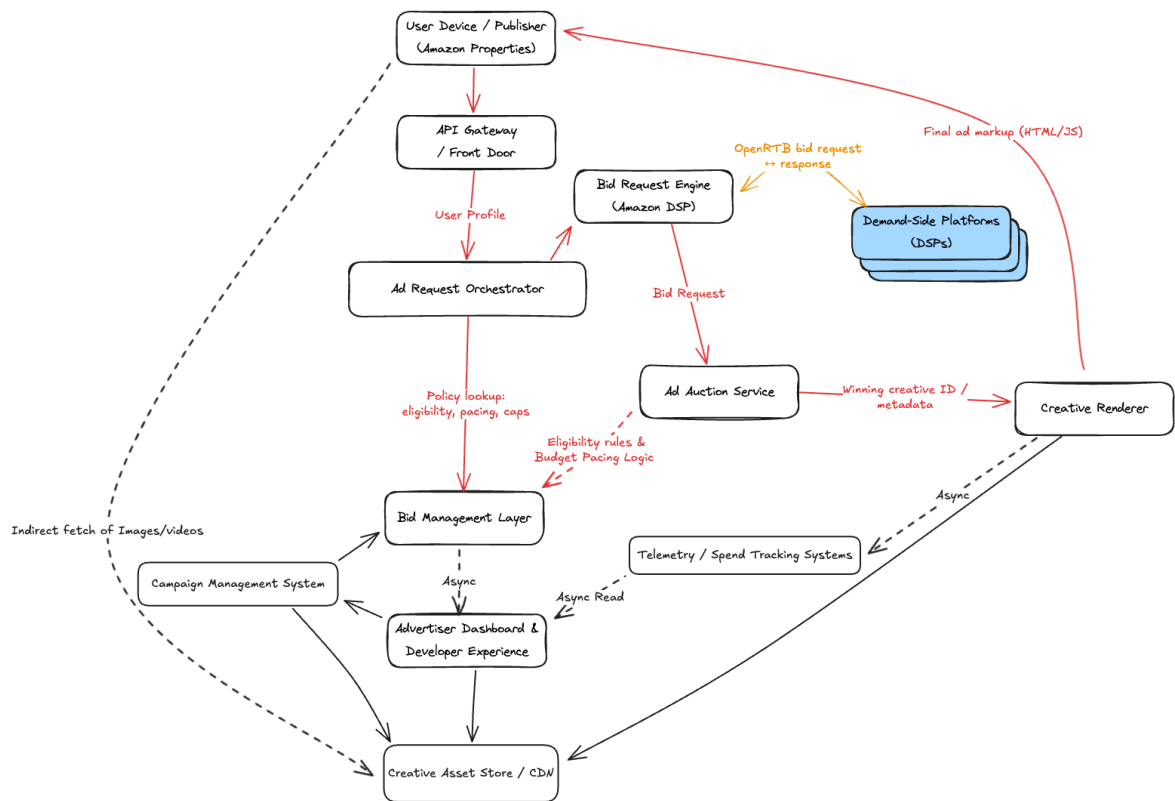 User Device / Publisher
(Amazon Properties)
API Gateway
/ Front Door
Final ad markup (HTML/JS)
OpenRTB bid request
↔ response
Bid Request Engine
(Amazon DSP)
User Profile
Demand-Side Platforms
(DSPs)
Ad Request Orchestrator
Bid Request
Ad Auction Service
Winning creative ID /
metadata
Creative Renderer
Policy lookup:
eligibility, pacing, caps
Eligibility rules &
Budget Pacing Logic
Async
Bid Management Layer
Indirect fetch of Images/videos
Telemetry / Spend Tracking Systems
Campaign Management System
Async
Async Read
Advertiser Dashboard &
Developer Experience
Creative Asset Store / CDN